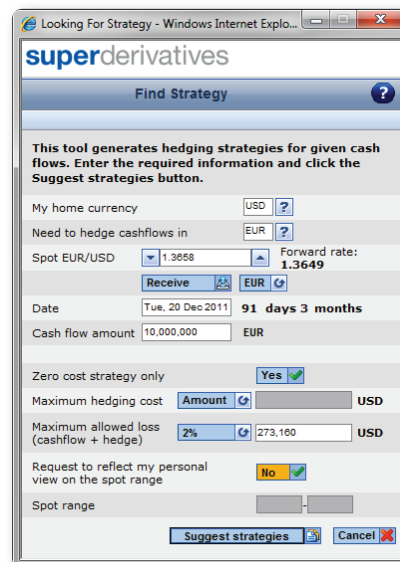 Looking For Strategy - Windows Internet Explo...
superderivatives
Find Strategy ?
This tool generates hedging strategies for given cash
flows. Enter the required information and click the
Suggest strategies button.
My home currency USD ?
Need to hedge cashflows in EUR ?
Spot EUR/USD 1.3658 Forward rate:
1.3649
Receive EUR
Date Tue, 20 Dec 2011 91 days 3 months
Cash flow amount 10,000,000 EUR
Zero cost strategy only Yes
Maximum hedging cost Amount USD
Maximum allowed loss
(cashflow + hedge) 2% 273,160 USD
Request to reflect my personal
view on the spot range No
Spot range -
Suggest strategies Cancel